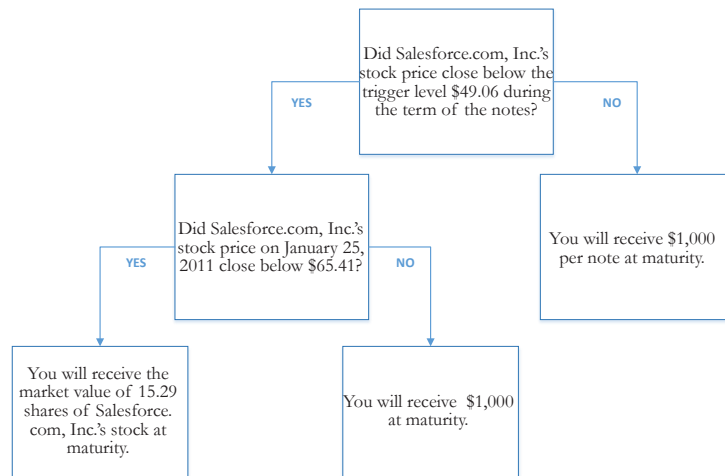 Did Salesforce.com, Inc.'s
stock price close below the
trigger level $49.06 during
the term of the notes?
YES
NO
Did Salesforce.com, Inc.'s
stock price on January 25,
2011 close below $65.41?
You will receive $1,000
per note at maturity.
YES
NO
You will receive the
market value of 15.29
shares of Salesforce.
com, Inc.'s stock at
maturity.
You will receive $1,000
at maturity.